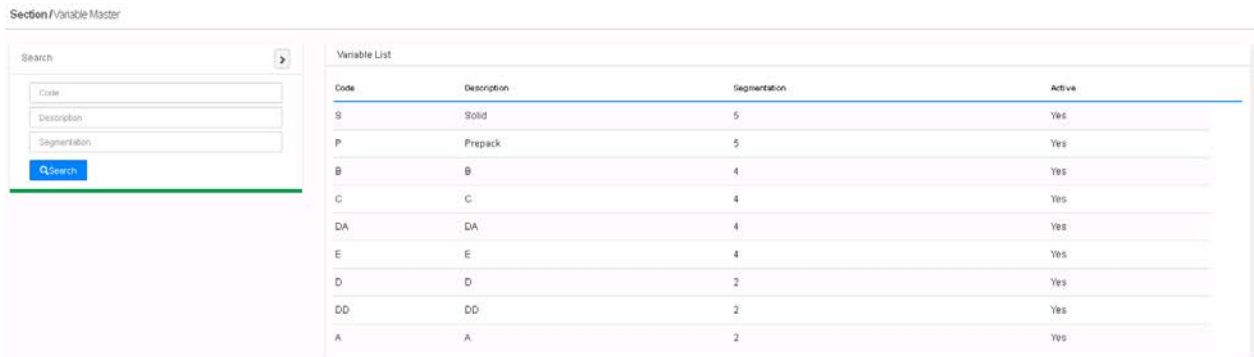 Section / Variable Master
Search
Code
Description
Segmentation
Search
Variable List
Code Description Segmentation Active
S Solid 5 Yes
P Prepack 5 Yes
B B 4 Yes
C C 4 Yes
DA DA 4 Yes
E E 4 Yes
D D 2 Yes
DD DD 2 Yes
A A 2 Yes